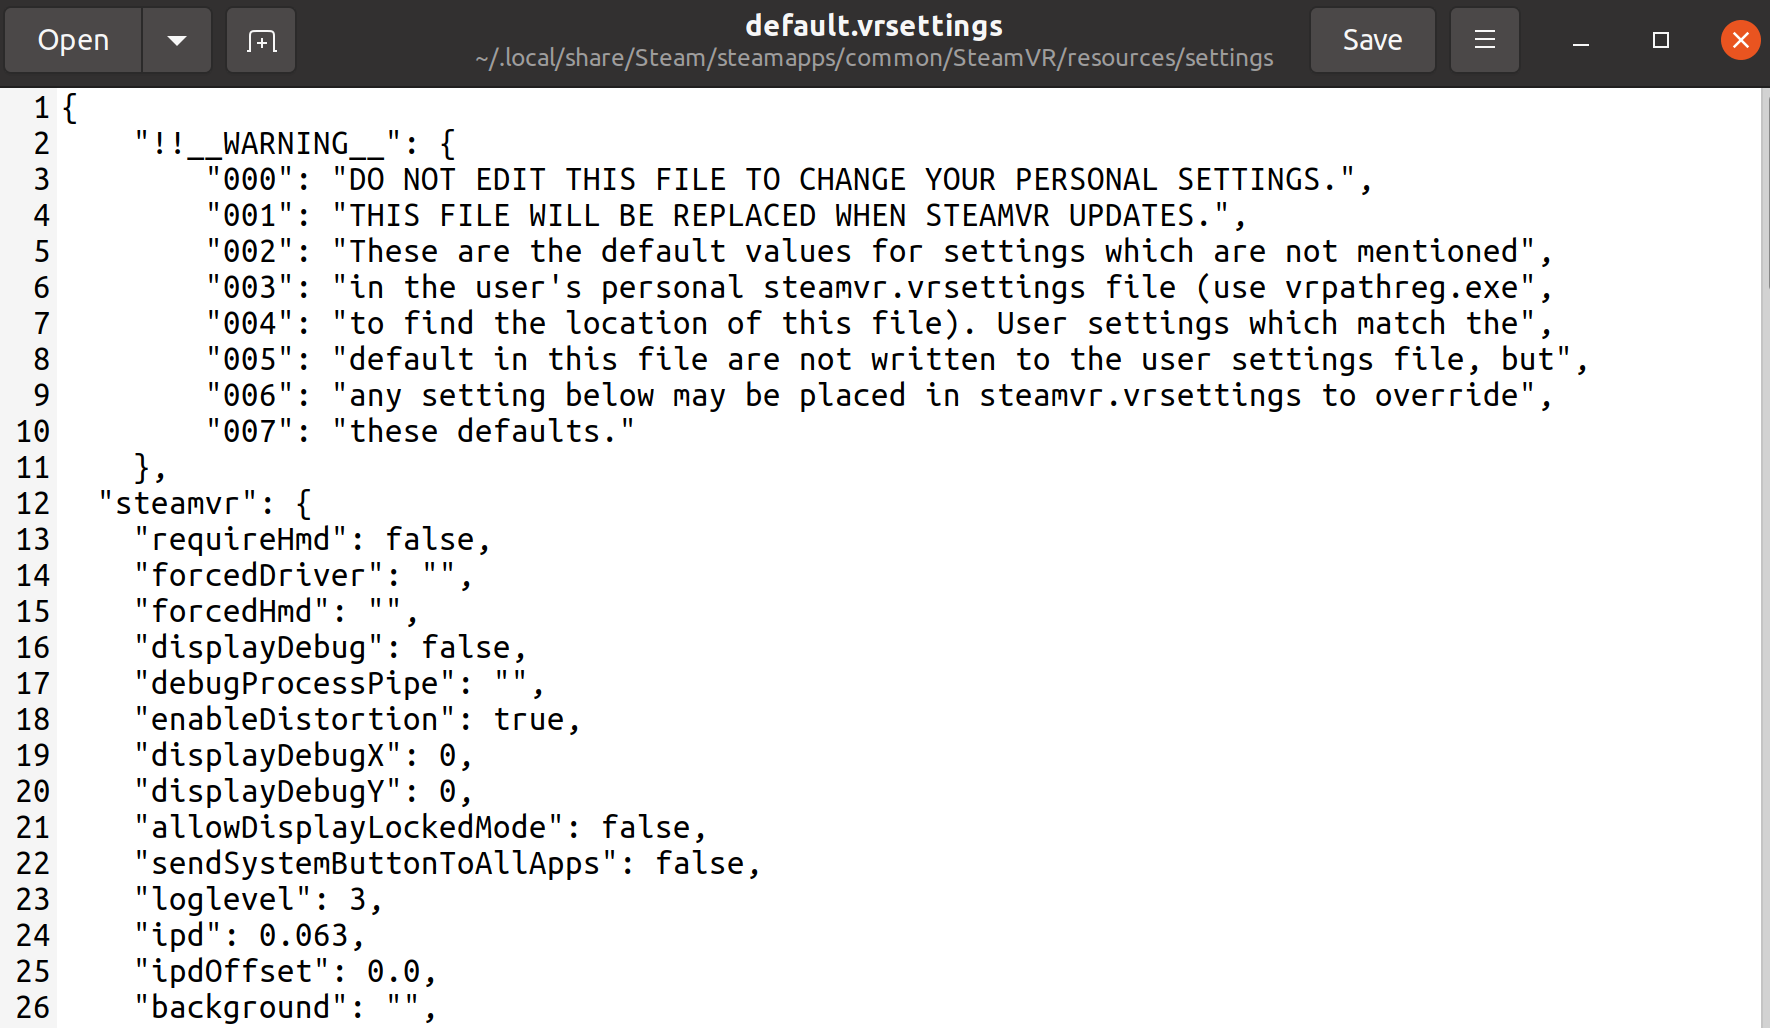 Open
default.vrsettings
~/.local/share/Steam/steamapps/common/SteamVR/resources/settings
Save
1 {
2     "!!__WARNING__": {
3         "000": "DO NOT EDIT THIS FILE TO CHANGE YOUR PERSONAL SETTINGS.",
4         "001": "THIS FILE WILL BE REPLACED WHEN STEAMVR UPDATES.",
5         "002": "These are the default values for settings which are not mentioned",
6         "003": "in the user's personal steamvr.vrsettings file (use vrpathreg.exe",
7         "004": "to find the location of this file). User settings which match the",
8         "005": "default in this file are not written to the user settings file, but",
9         "006": "any setting below may be placed in steamvr.vrsettings to override",
10         "007": "these defaults."
11     },
12   "steamvr": {
13     "requireHmd": false,
14     "forcedDriver": "",
15     "forcedHmd": "",
16     "displayDebug": false,
17     "debugProcessPipe": "",
18     "enableDistortion": true,
19     "displayDebugX": 0,
20     "displayDebugY": 0,
21     "allowDisplayLockedMode": false,
22     "sendSystemButtonToAllApps": false,
23     "loglevel": 3,
24     "ipd": 0.063,
25     "ipdOffset": 0.0,
26     "background": "",